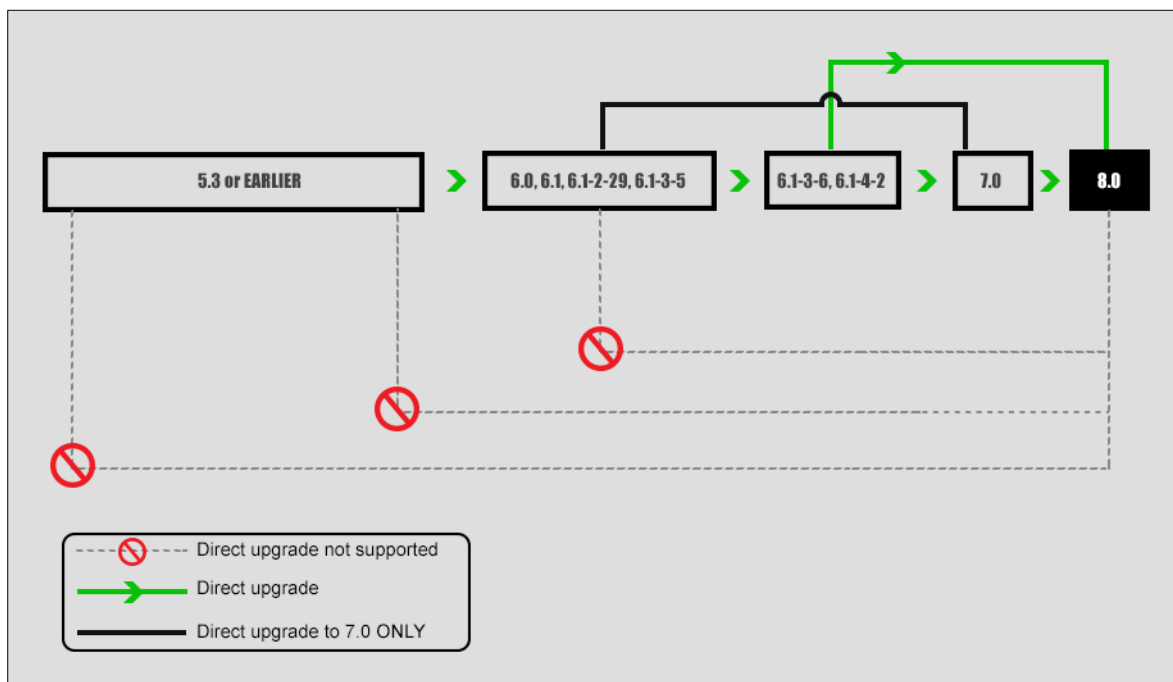 5.3 or EARLIER
6.0, 6.1, 6.1-2-29, 6.1-3-5
6.1-3-6, 6.1-4-2
7.0
8.0
Direct upgrade not supported
Direct upgrade
Direct upgrade to 7.0 ONLY